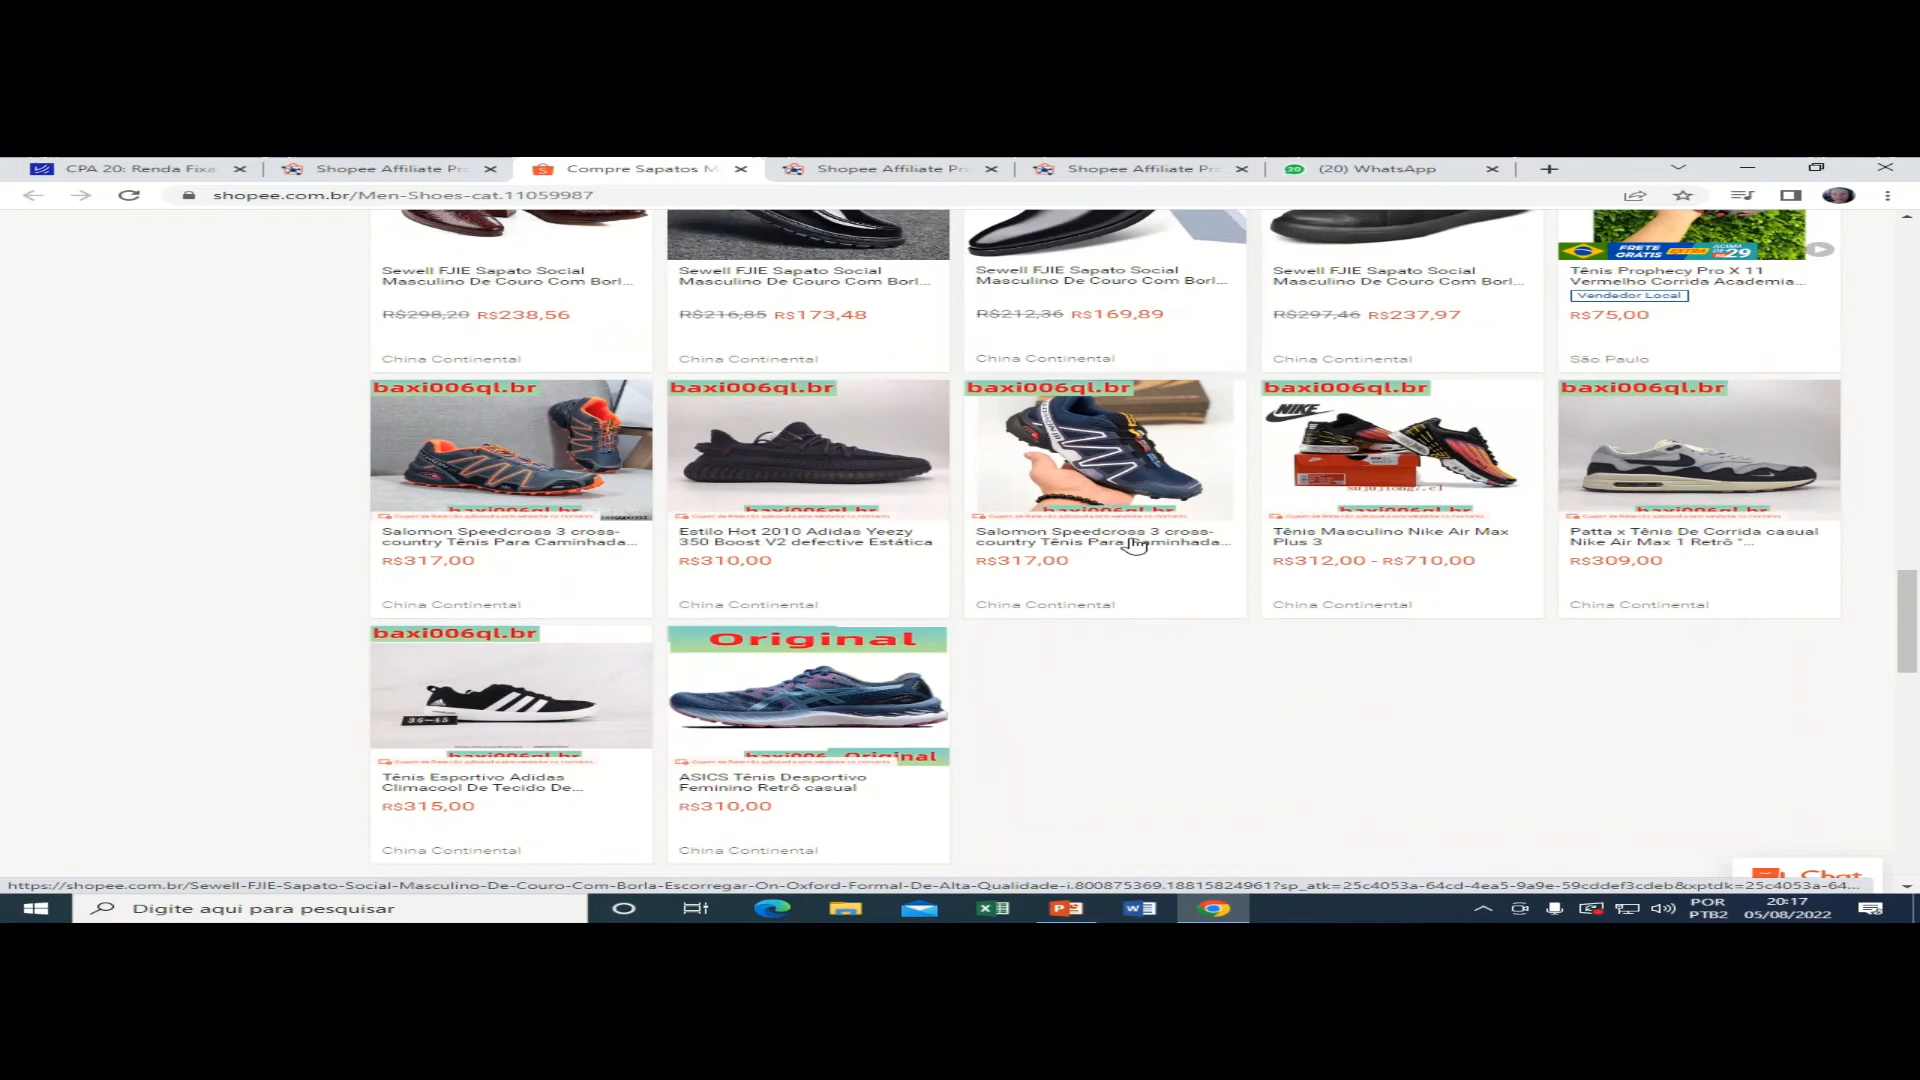 CPA 20: Renda Fixa
Shopee Affiliate Pr
Compre Sapatos M
Shopee Affiliate Pr
Shopee Affiliate Pr
(20) WhatsApp
shopee.com.br/Men-Shoes-cat.11059987
Sewell FJIE Sapato Social
Masculino De Couro Com Borl...
R$298,20 R$238,56
China Continental
Sewell FJIE Sapato Social
Masculino De Couro Com Borl...
R$216,85 R$173,48
China Continental
Sewell FJIE Sapato Social
Masculino De Couro Com Borl...
R$212,36 R$169,89
China Continental
Sewell FJIE Sapato Social
Masculino De Couro Com Borl...
R$297,46 R$237,97
China Continental
FRETE GRÁTIS EXTRA ACIMA DE R$29
Tênis Prophecy Pro X 11
Vermelho Corrida Academia...
Vendedor Local
R$75,00
São Paulo
baxi006ql.br
Salomon Speedcross 3 cross-
country Tênis Para Caminhada...
R$317,00
China Continental
baxi006ql.br
Estilo Hot 2010 Adidas Yeezy
350 Boost V2 defective Estática
R$310,00
China Continental
baxi006ql.br
Salomon Speedcross 3 cross-
country Tênis Para Caminhada...
R$317,00
China Continental
baxi006ql.br
NIKE
Tênis Masculino Nike Air Max
Plus 3
R$312,00 - R$710,00
China Continental
baxi006ql.br
Patta x Tênis De Corrida casual
Nike Air Max 1 Retrô "...
R$309,00
China Continental
baxi006ql.br
36-45
Tênis Esportivo Adidas
Climacool De Tecido De...
R$315,00
China Continental
Original
baxi006 Original
ASICS Tênis Desportivo
Feminino Retrô casual
R$310,00
China Continental
Chat
https://shopee.com.br/Sewell-FJIE-Sapato-Social-Masculino-De-Couro-Com-Borla-Escorregar-On-Oxford-Formal-De-Alta-Qualidade-i.800875369.18815824961?sp_atk=25c4053a-64cd-4ea5-9a9e-59cddef3cdeb&xptdk=25c4053a-64...
Digite aqui para pesquisar
POR
PTB2
20:17
05/08/2022